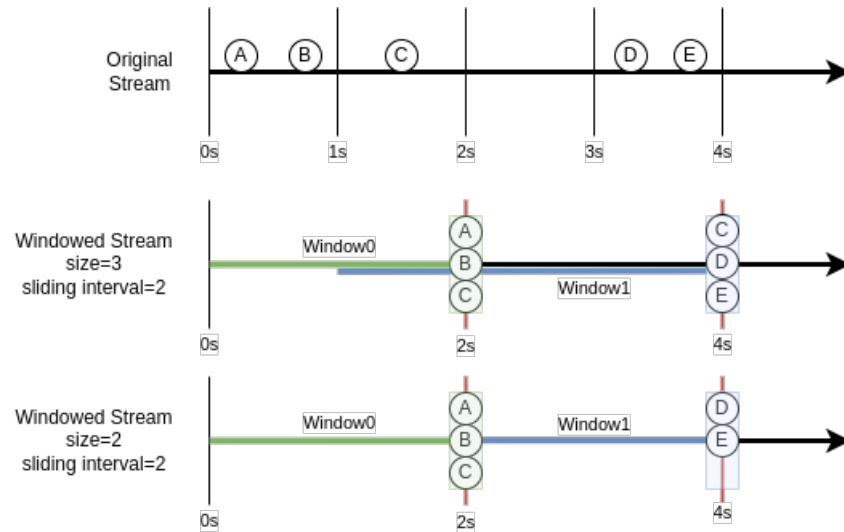 Original
Stream
A
B
C
D
E
0s
1s
2s
3s
4s
Windowed Stream
size=3
sliding interval=2
Window0
Window1
A
B
C
C
D
E
0s
2s
4s
Windowed Stream
size=2
sliding interval=2
Window0
Window1
A
B
C
D
E
0s
2s
4s